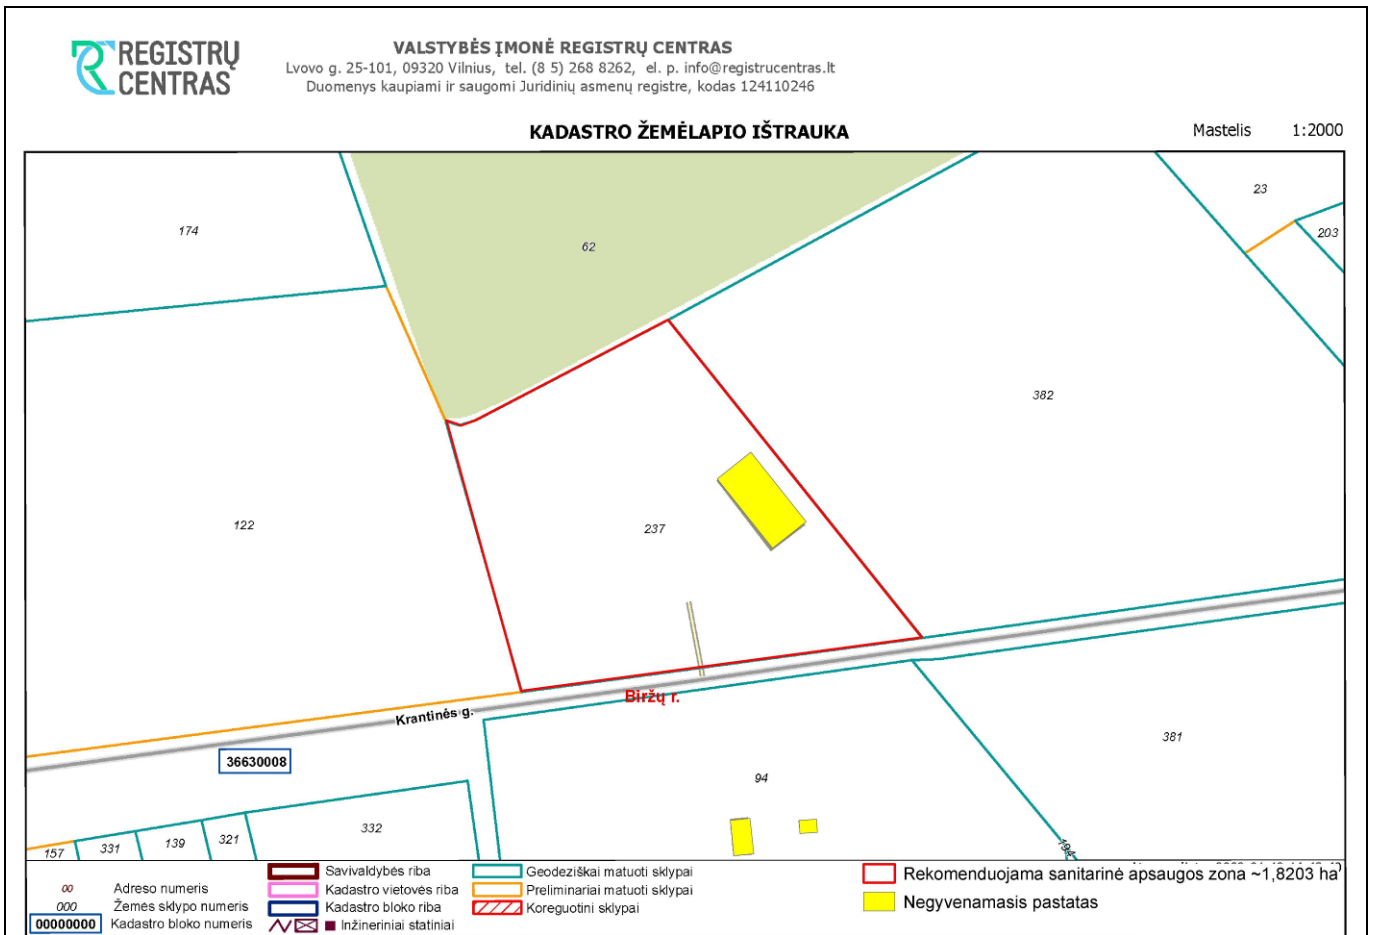 REGISTRŲ
CENTRAS
VALSTYBĖS ĮMONĖ REGISTRŲ CENTRAS
Lvovo g. 25-101, 09320 Vilnius, tel. (8 5) 268 8262, el. p. info@registrucentras.lt
Duomenys kaupiami ir saugomi Juridinių asmenų registre, kodas 124110246
KADASTRO ŽEMĖLAPIO IŠTRAUKA
Mastelis 1:2000
23
174
203
62
382
122
237
Biržų r.
Krantinės g.
381
36630008
94
332
321
139
331
157
194
Savivaldybės riba
Geodeziškai matuoti sklypai
Rekomenduojama sanitarinė apsaugos zona ~1,8203 ha
00 Adreso numeris
Kadastro vietovės riba
Preliminariai matuoti sklypai
000 Žemės sklypo numeris
Kadastro bloko riba
Koreguotini sklypai
Negyvenamasis pastatas
00000000 Kadastro bloko numeris
Inžineriniai statiniai